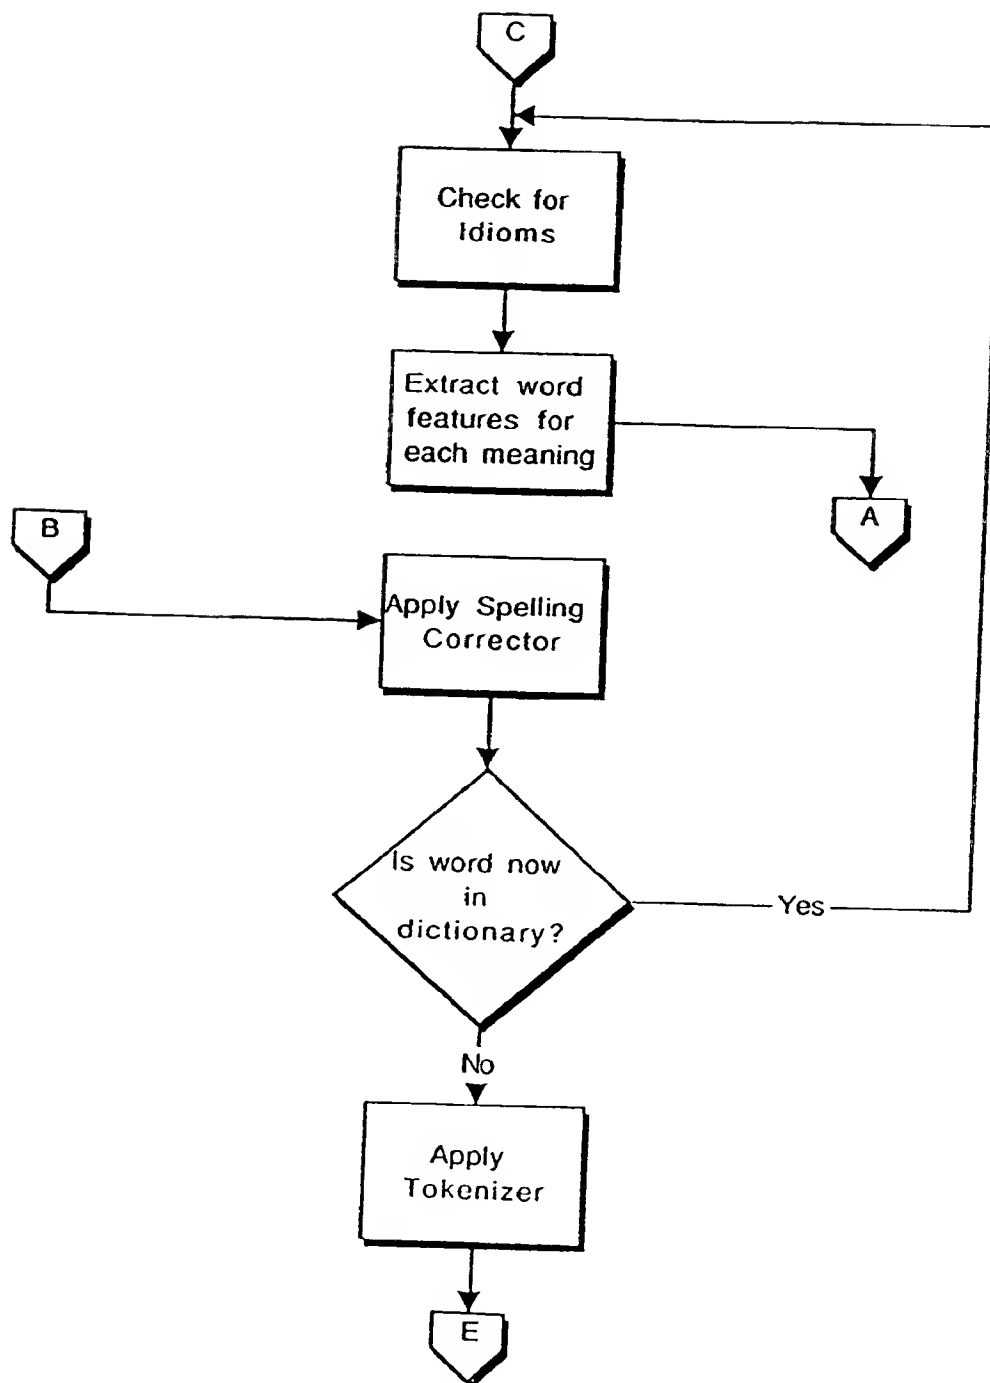 C
Check for
Idioms
Extract word
features for
each meaning
A
B
Apply Spelling
Corrector
Is word now
in
dictionary?
Yes
No
Apply
Tokenizer
E